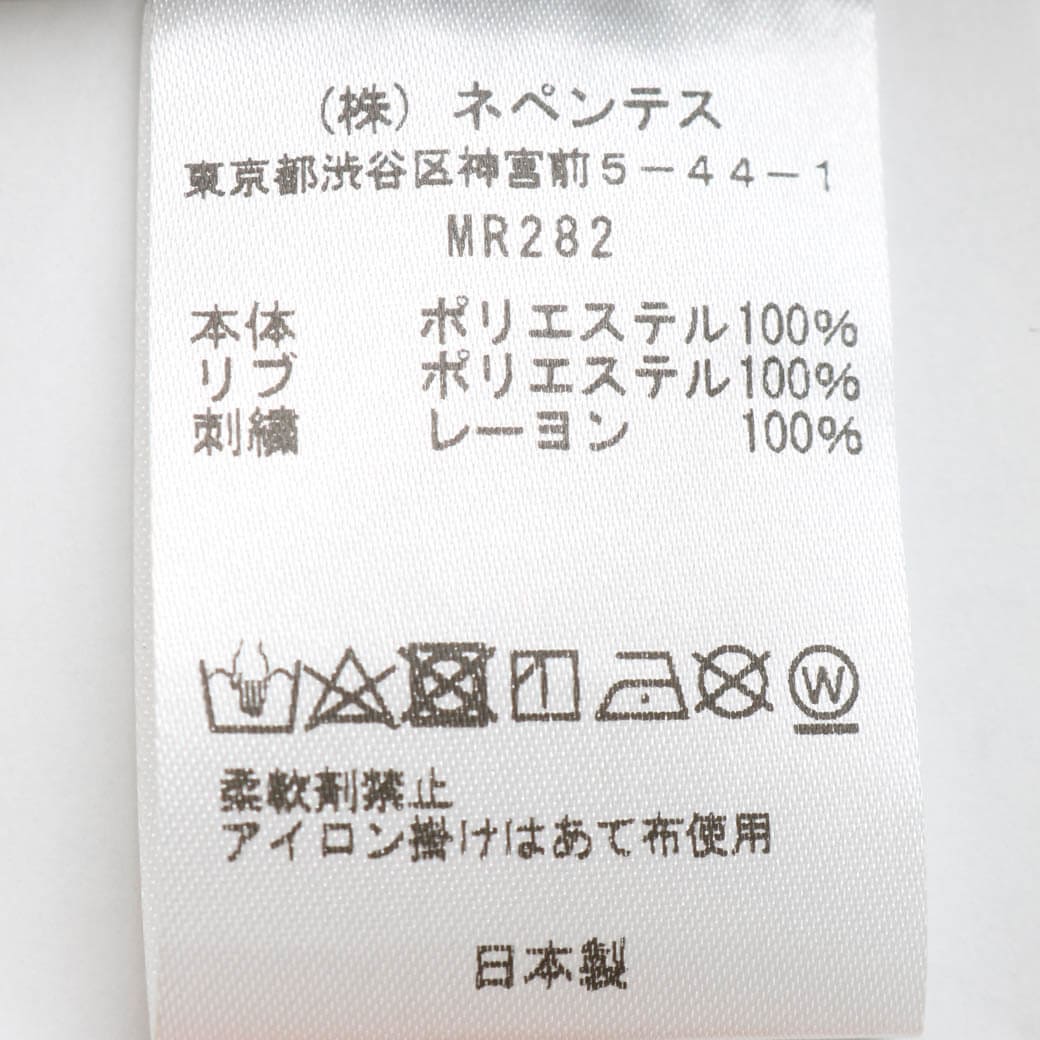 (株) ネペンテス
東京都渋谷区神宮前5-44-1
MR282
本体 ポリエステル100%
リブ ポリエステル100%
刺繍 レーヨン 100%
W
柔軟剤禁止
アイロン掛けはあて布使用
日本製